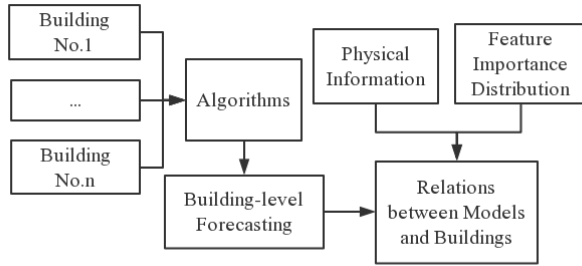 Building
No.1
...
Building
No.n
Algorithms
Building-level
Forecasting
Physical
Information
Feature
Importance
Distribution
Relations
between Models
and Buildings